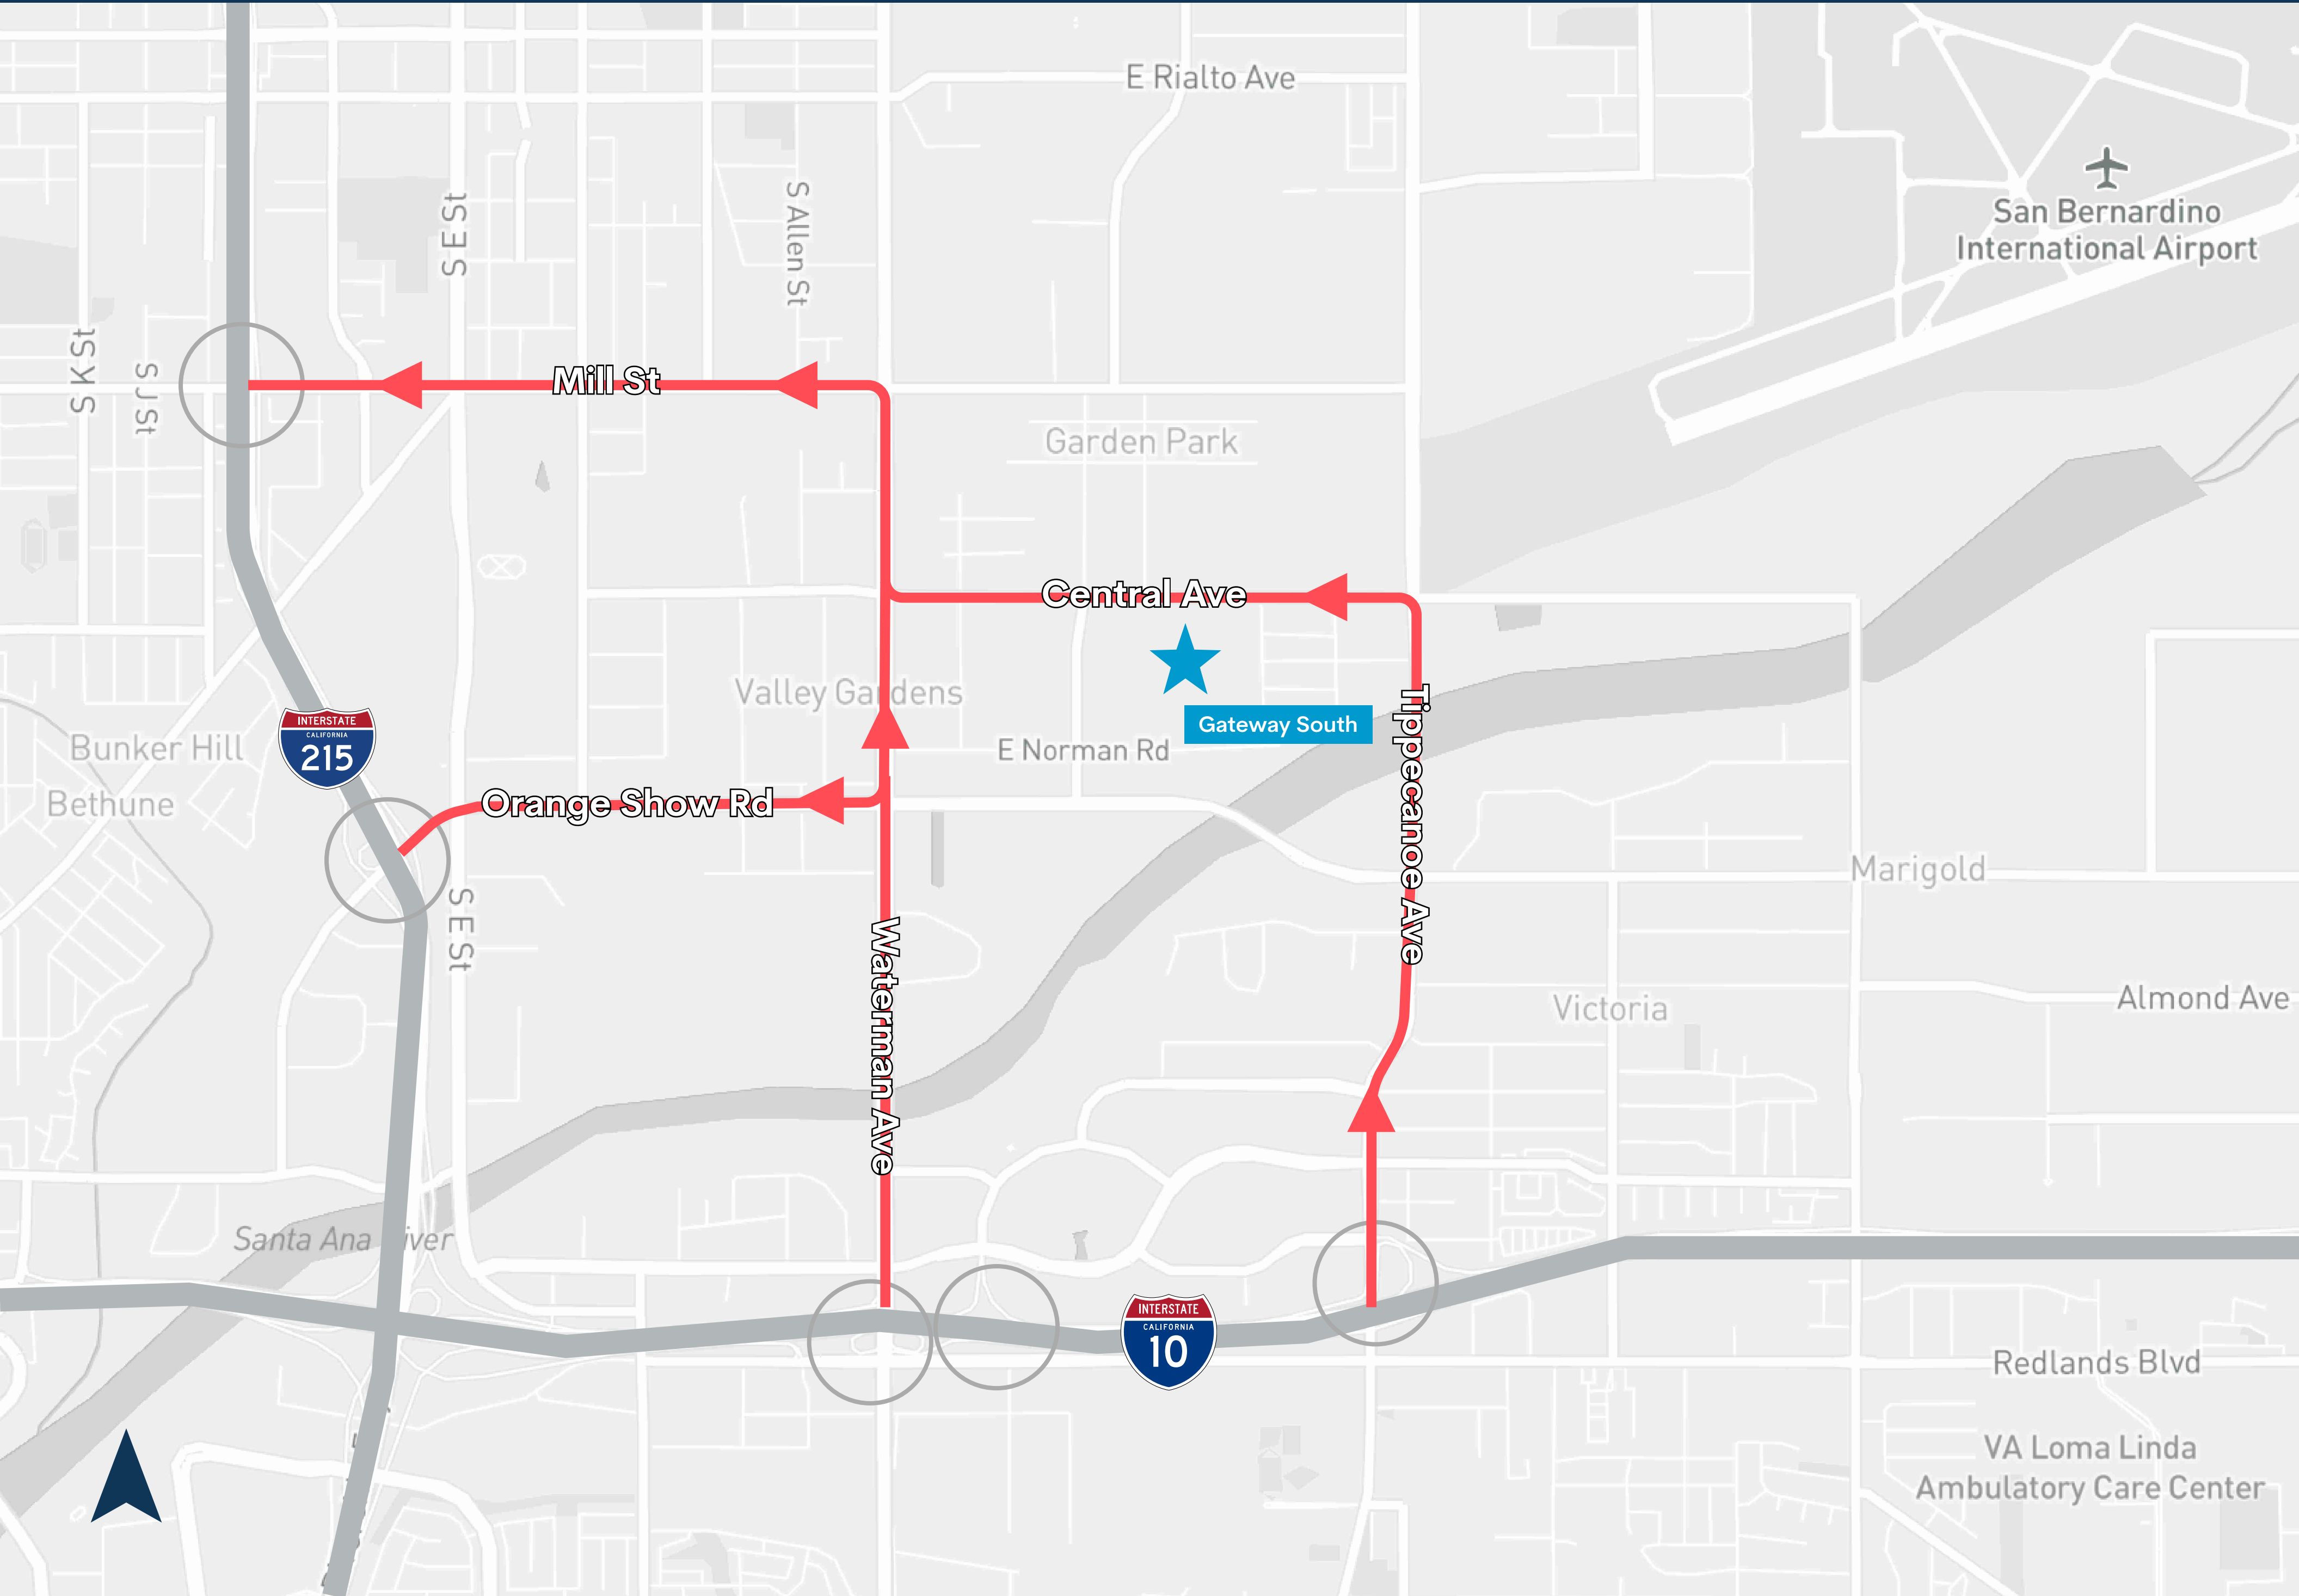 E Rialto Ave
San Bernardino
International Airport
S E St
S Allen St
S K St
S J St
Mill St
Garden Park
Central Ave
Valley Gardens
Gateway South
Tippecanoe Ave
INTERSTATE
CALIFORNIA
215
Bunker Hill
E Norman Rd
Bethune
Orange Show Rd
Marigold
S E St
Waterman Ave
Victoria
Almond Ave
Santa Ana iver
INTERSTATE
CALIFORNIA
10
Redlands Blvd
VA Loma Linda
Ambulatory Care Center